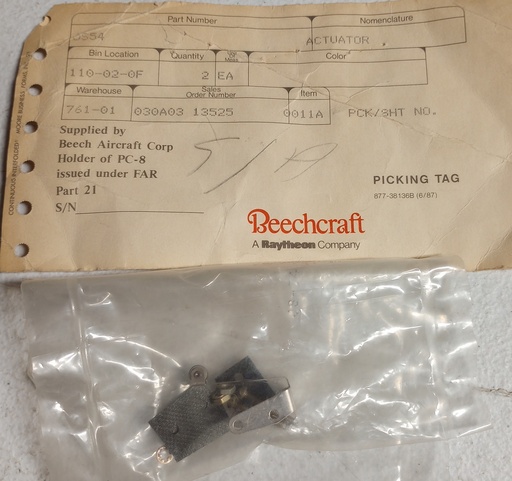 Part Number
Nomenclature
ACTUATOR
Bin Location
Quantity
Color
110-02-0F
2 EA
Warehouse
Sales
Order Number
Item
761-01
030A03 13525
0011A
PCK/SHT NO.
Supplied by
Beech Aircraft Corp
Holder of PC-8
issued under FAR
Part 21
S/N
PICKING TAG
877-38136B (6/87)
Beechcraft
A Raytheon Company